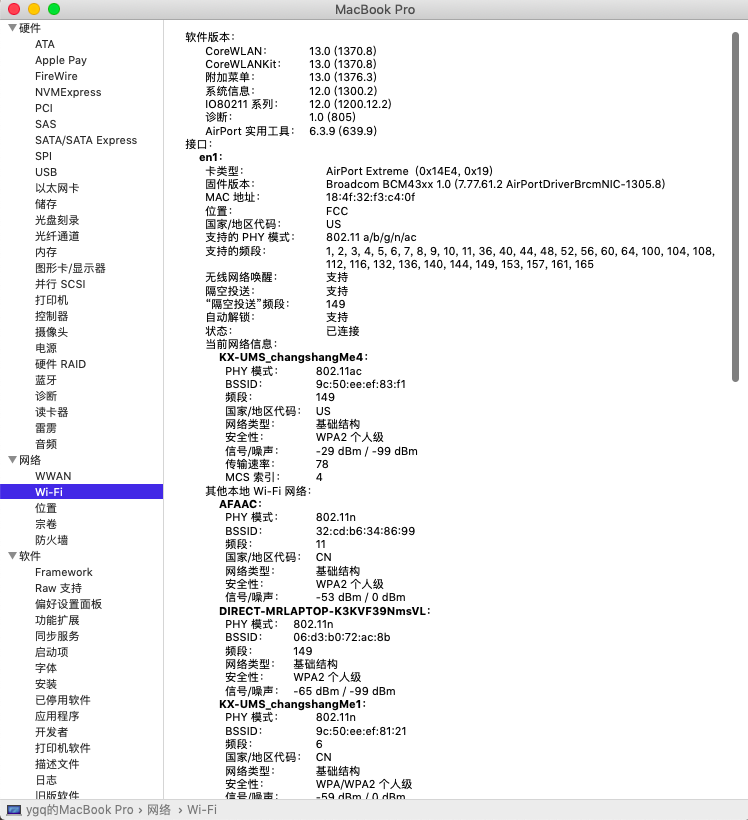 MacBook Pro
硬件
ATA
Apple Pay
FireWire
NVMExpress
PCI
SAS
SATA/SATA Express
SPI
USB
以太网卡
储存
光盘刻录
光纤通道
内存
图形卡/显示器
并行 SCSI
打印机
控制器
摄像头
电源
硬件 RAID
蓝牙
诊断
读卡器
雷雳
音频
网络
WWAN
Wi-Fi
位置
宗卷
防火墙
软件
Framework
Raw 支持
偏好设置面板
功能扩展
同步服务
启动项
字体
安装
已停用软件
应用程序
开发者
打印机软件
描述文件
日志
旧版软件
软件版本:
CoreWLAN: 13.0 (1370.8)
CoreWLANKit: 13.0 (1370.8)
附加菜单: 13.0 (1376.3)
系统信息: 12.0 (1300.2)
IO80211 系列: 12.0 (1200.12.2)
诊断: 1.0 (805)
AirPort 实用工具: 6.3.9 (639.9)
接口:
en1:
卡类型: AirPort Extreme (0x14E4, 0x19)
固件版本: Broadcom BCM43xx 1.0 (7.77.61.2 AirPortDriverBrcmNIC-1305.8)
MAC 地址: 18:4f:32:f3:c4:0f
位置: FCC
国家/地区代码: US
支持的 PHY 模式: 802.11 a/b/g/n/ac
支持的频段: 1, 2, 3, 4, 5, 6, 7, 8, 9, 10, 11, 36, 40, 44, 48, 52, 56, 60, 64, 100, 104, 108,
112, 116, 132, 136, 140, 144, 149, 153, 157, 161, 165
无线网络唤醒: 支持
隔空投送: 支持
“隔空投送”频段: 149
自动解锁: 支持
状态: 已连接
当前网络信息:
KX-UMS_changshangMe4:
PHY 模式: 802.11ac
BSSID: 9c:50:ee:ef:83:f1
频段: 149
国家/地区代码: US
网络类型: 基础结构
安全性: WPA2 个人级
信号/噪声: -29 dBm / -99 dBm
传输速率: 78
MCS 索引: 4
其他本地 Wi-Fi 网络:
AFAAC:
PHY 模式: 802.11n
BSSID: 32:cd:b6:34:86:99
频段: 11
国家/地区代码: CN
网络类型: 基础结构
安全性: WPA2 个人级
信号/噪声: -53 dBm / 0 dBm
DIRECT-MRLAPTOP-K3KVF39NmsVL:
PHY 模式: 802.11n
BSSID: 06:d3:b0:72:ac:8b
频段: 149
网络类型: 基础结构
安全性: WPA2 个人级
信号/噪声: -65 dBm / -99 dBm
KX-UMS_changshangMe1:
PHY 模式: 802.11n
BSSID: 9c:50:ee:ef:81:21
频段: 6
国家/地区代码: CN
网络类型: 基础结构
安全性: WPA/WPA2 个人级
信号/噪声: -59 dBm / 0 dBm
ygq的MacBook Pro › 网络 › Wi-Fi